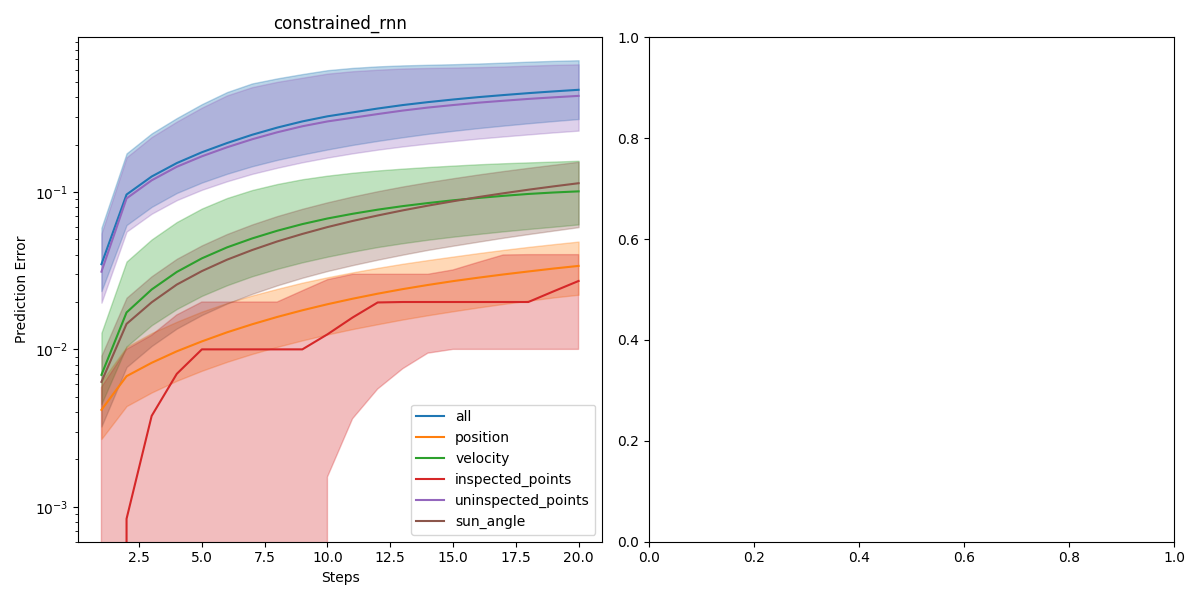 constrained_rnn
Prediction Error
10⁻¹
10⁻²
10⁻³
2.5 5.0 7.5 10.0 12.5 15.0 17.5 20.0
Steps
all
position
velocity
inspected_points
uninspected_points
sun_angle
1.0
0.8
0.6
0.4
0.2
0.0
0.0 0.2 0.4 0.6 0.8 1.0